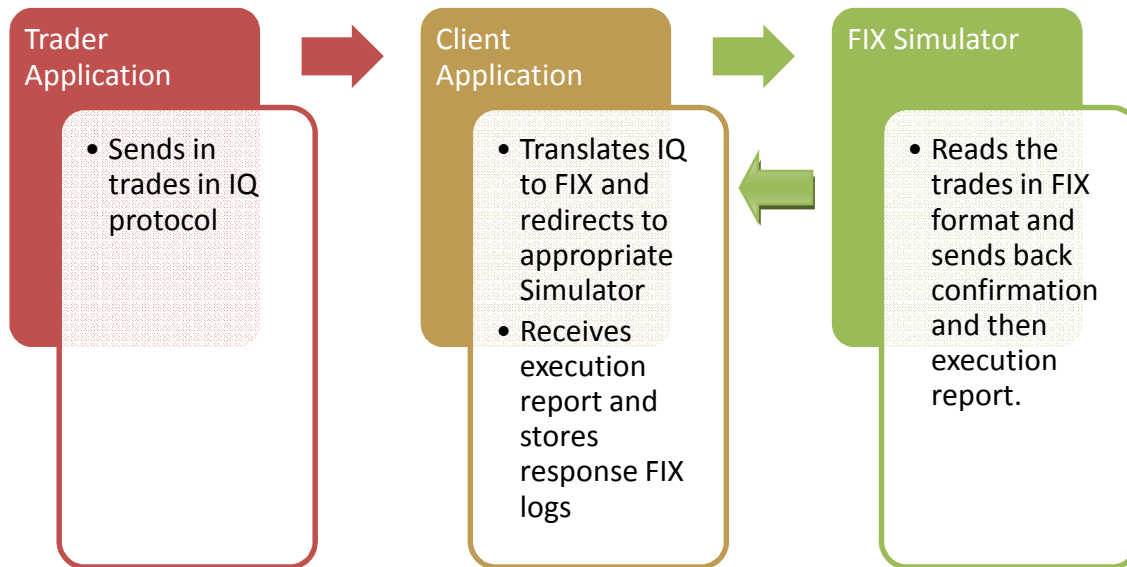 Trader
Application
• Sends in
trades in IQ
protocol
Client
Application
• Translates IQ
to FIX and
redirects to
appropriate
Simulator
• Receives
execution
report and
stores
response FIX
logs
FIX Simulator
• Reads the
trades in FIX
format and
sends back
confirmation
and then
execution
report.